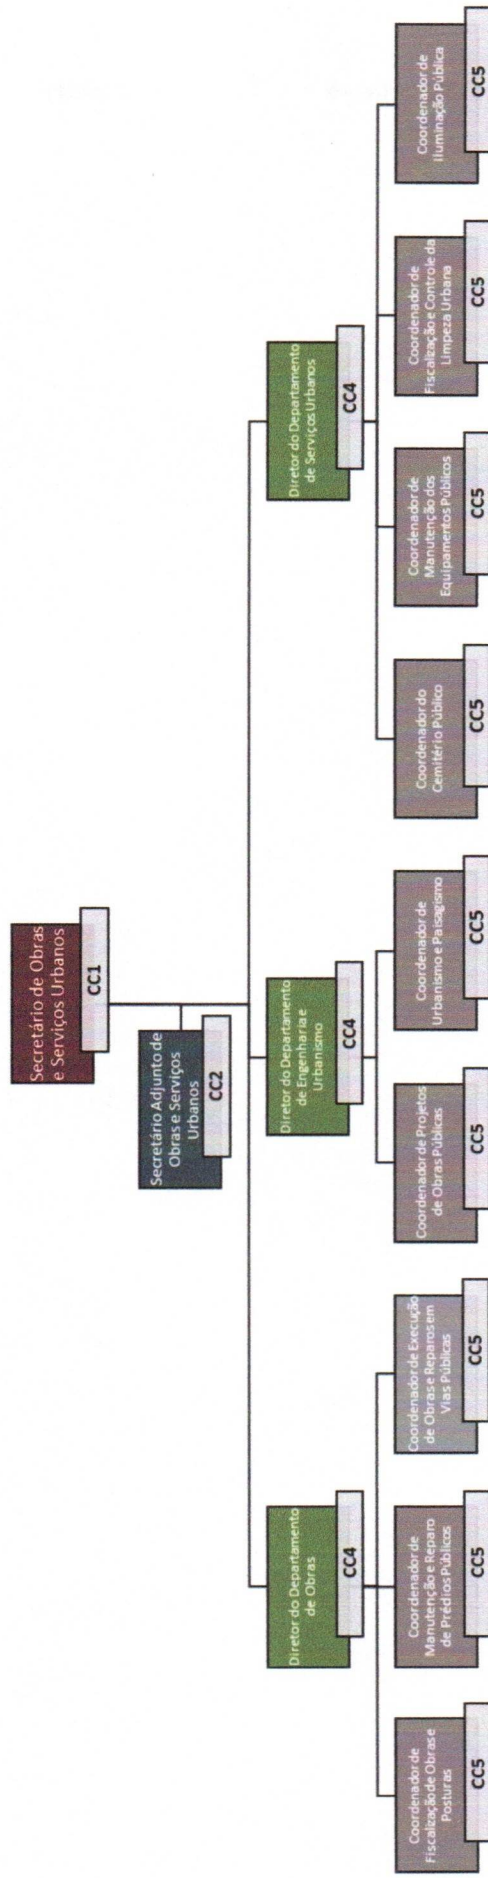 Secretário de Obras
e Serviços Urbanos
CC1
Secretário Adjunto de
Obras e Serviços
Urbanos
CC2
Diretor do Departamento
de Obras
CC4
Diretor do Departamento
de Engenharia e
Urbanismo
CC4
Diretor do Departamento
de Serviços Urbanos
CC4
Coordenador de
Fiscalização de Obras e
Posturas
CC5
Coordenador de
Manutenção e Reparo
de Prédios Públicos
CC5
Coordenador de Execução
de Obras e Reparos em
Vias Públicas
CC5
Coordenador de Projetos
de Obras Públicas
CC5
Coordenador de
Urbanismo e Paisagismo
CC5
Coordenador do
Cemitério Público
CC5
Coordenador de
Manutenção dos
Equipamentos Públicos
CC5
Coordenador de
Fiscalização e Controle da
Limpeza Urbana
CC5
Coordenador de
Iluminação Pública
CC5